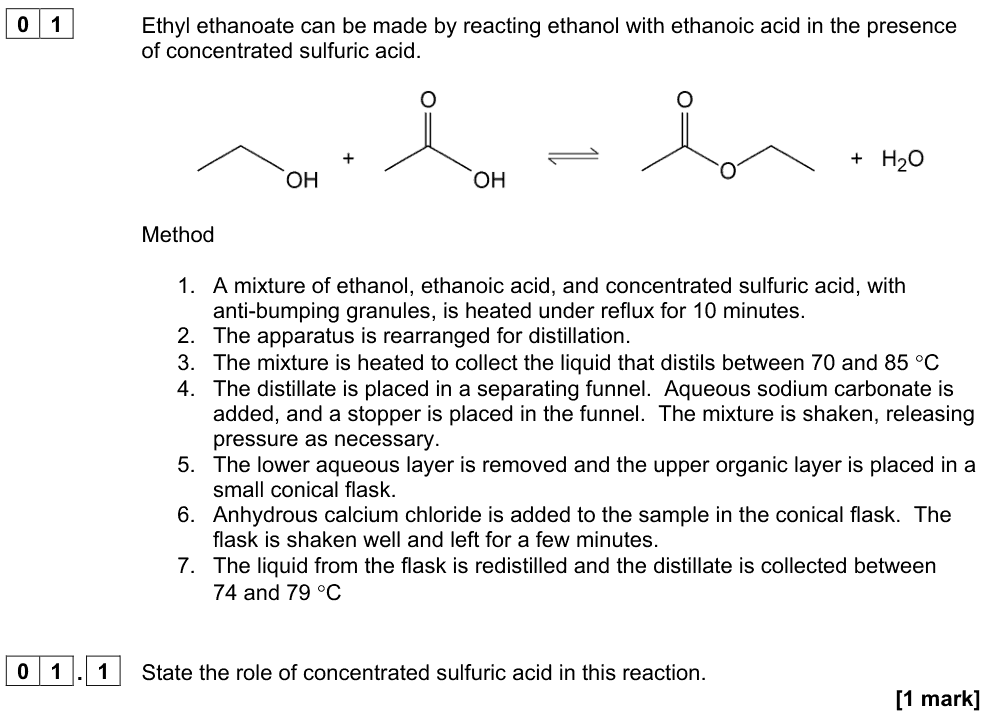 0 1 Ethyl ethanoate can be made by reacting ethanol with ethanoic acid in the presence
of concentrated sulfuric acid.
O O
+ + H₂O
OH OH O
Method
1. A mixture of ethanol, ethanoic acid, and concentrated sulfuric acid, with
anti-bumping granules, is heated under reflux for 10 minutes.
2. The apparatus is rearranged for distillation.
3. The mixture is heated to collect the liquid that distils between 70 and 85 °C
4. The distillate is placed in a separating funnel. Aqueous sodium carbonate is
added, and a stopper is placed in the funnel. The mixture is shaken, releasing
pressure as necessary.
5. The lower aqueous layer is removed and the upper organic layer is placed in a
small conical flask.
6. Anhydrous calcium chloride is added to the sample in the conical flask. The
flask is shaken well and left for a few minutes.
7. The liquid from the flask is redistilled and the distillate is collected between
74 and 79 °C
0 1 . 1 State the role of concentrated sulfuric acid in this reaction.
[1 mark]